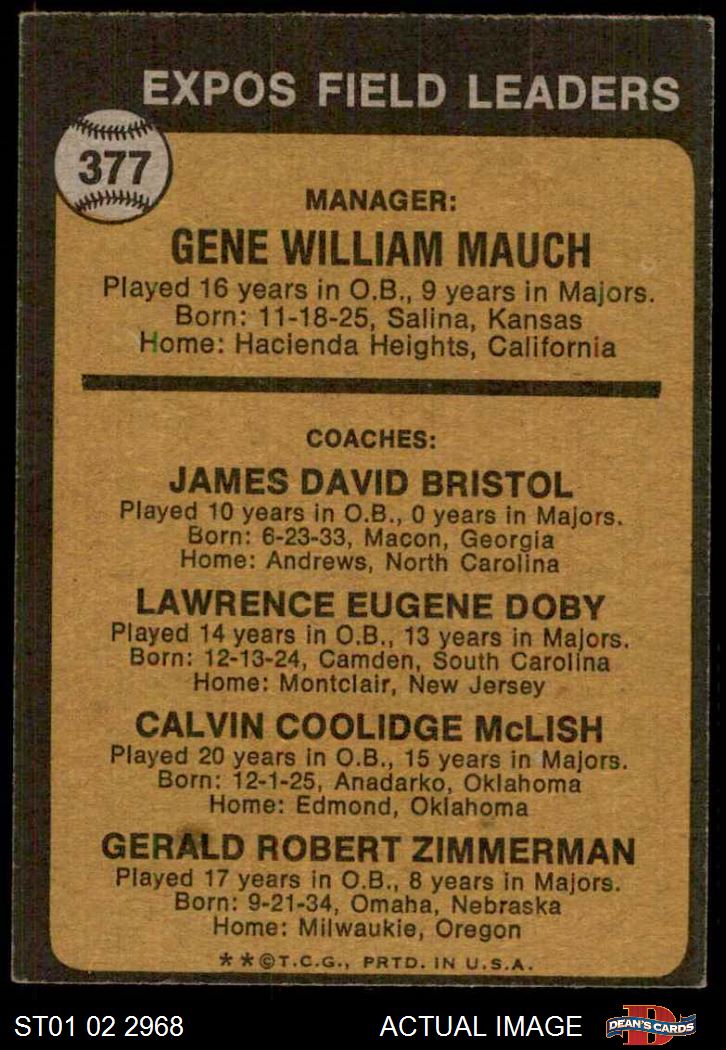 EXPOS FIELD LEADERS
377
MANAGER:
GENE WILLIAM MAUCH
Played 16 years in O.B., 9 years in Majors.
Born: 11-18-25, Salina, Kansas
Home: Hacienda Heights, California
COACHES:
JAMES DAVID BRISTOL
Played 10 years in O.B., 0 years in Majors.
Born: 6-23-33, Macon, Georgia
Home: Andrews, North Carolina
LAWRENCE EUGENE DOBY
Played 14 years in O.B., 13 years in Majors.
Born: 12-13-24, Camden, South Carolina
Home: Montclair, New Jersey
CALVIN COOLIDGE McLISH
Played 20 years in O.B., 15 years in Majors.
Born: 12-1-25, Anadarko, Oklahoma
Home: Edmond, Oklahoma
GERALD ROBERT ZIMMERMAN
Played 17 years in O.B., 8 years in Majors.
Born: 9-21-34, Omaha, Nebraska
Home: Milwaukie, Oregon
**©T.C.G., PRTD. IN U.S.A.
ST01 02 2968
ACTUAL IMAGE
D
DEAN'S CARDS